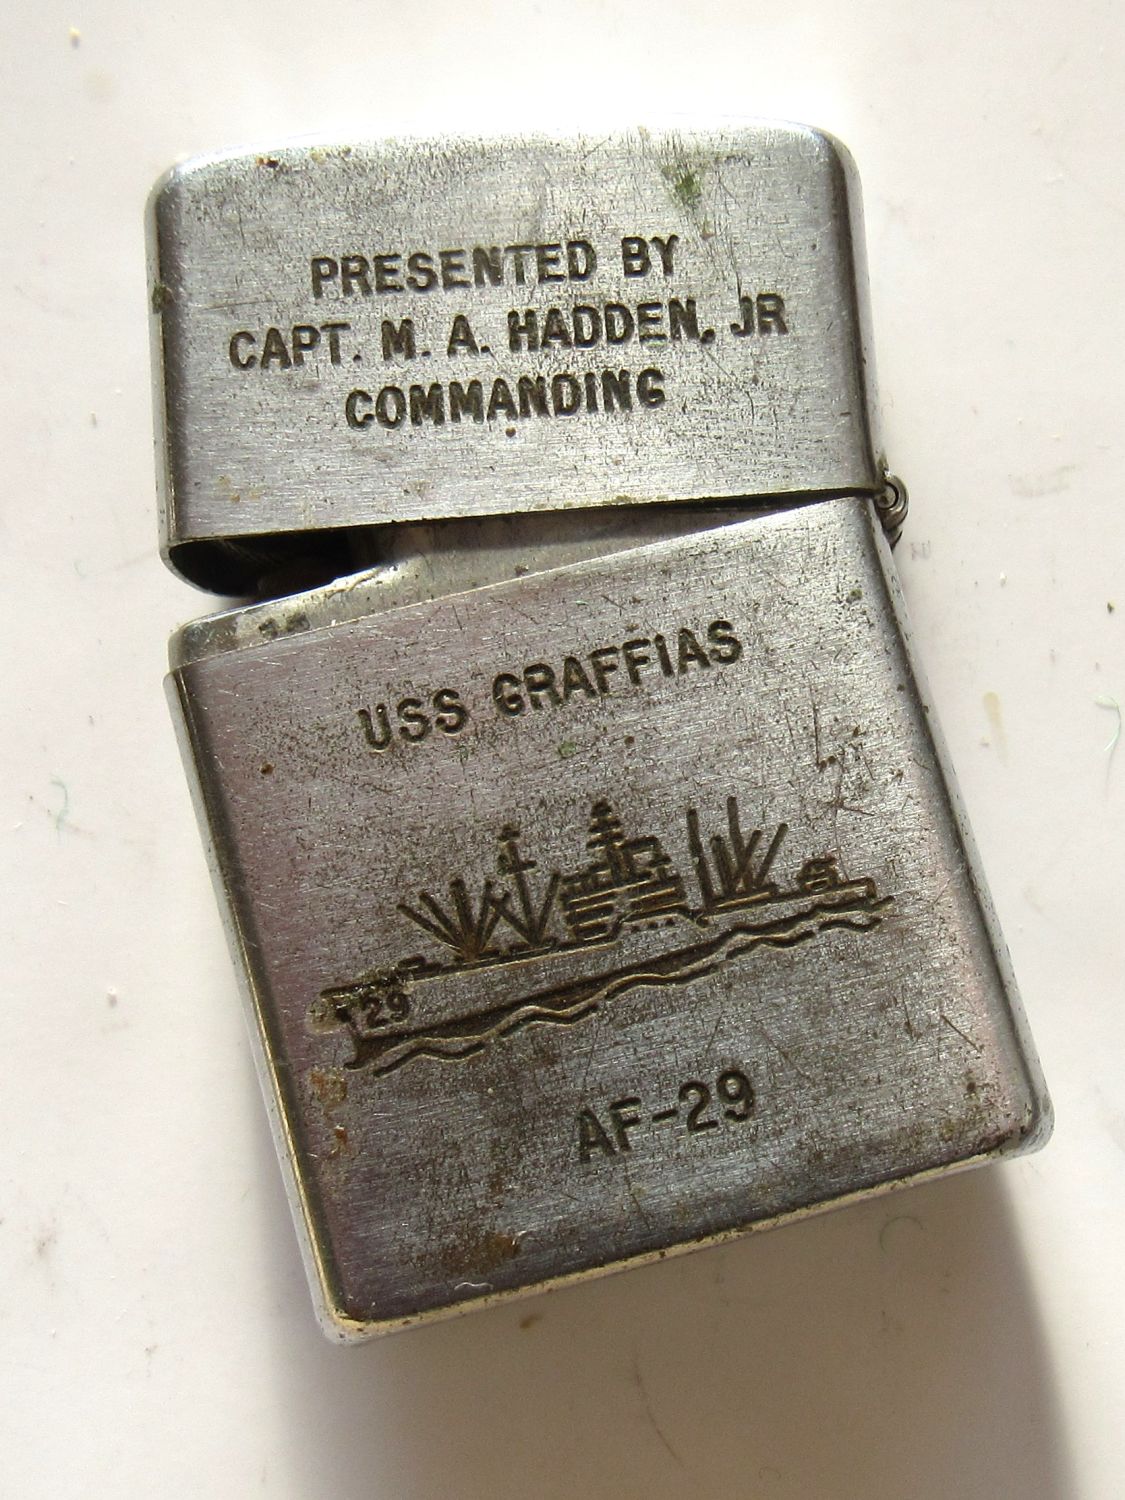 PRESENTED BY
CAPT. M. A. HADDEN, JR
COMMANDING
USS GRAFFIAS
29
AF-29